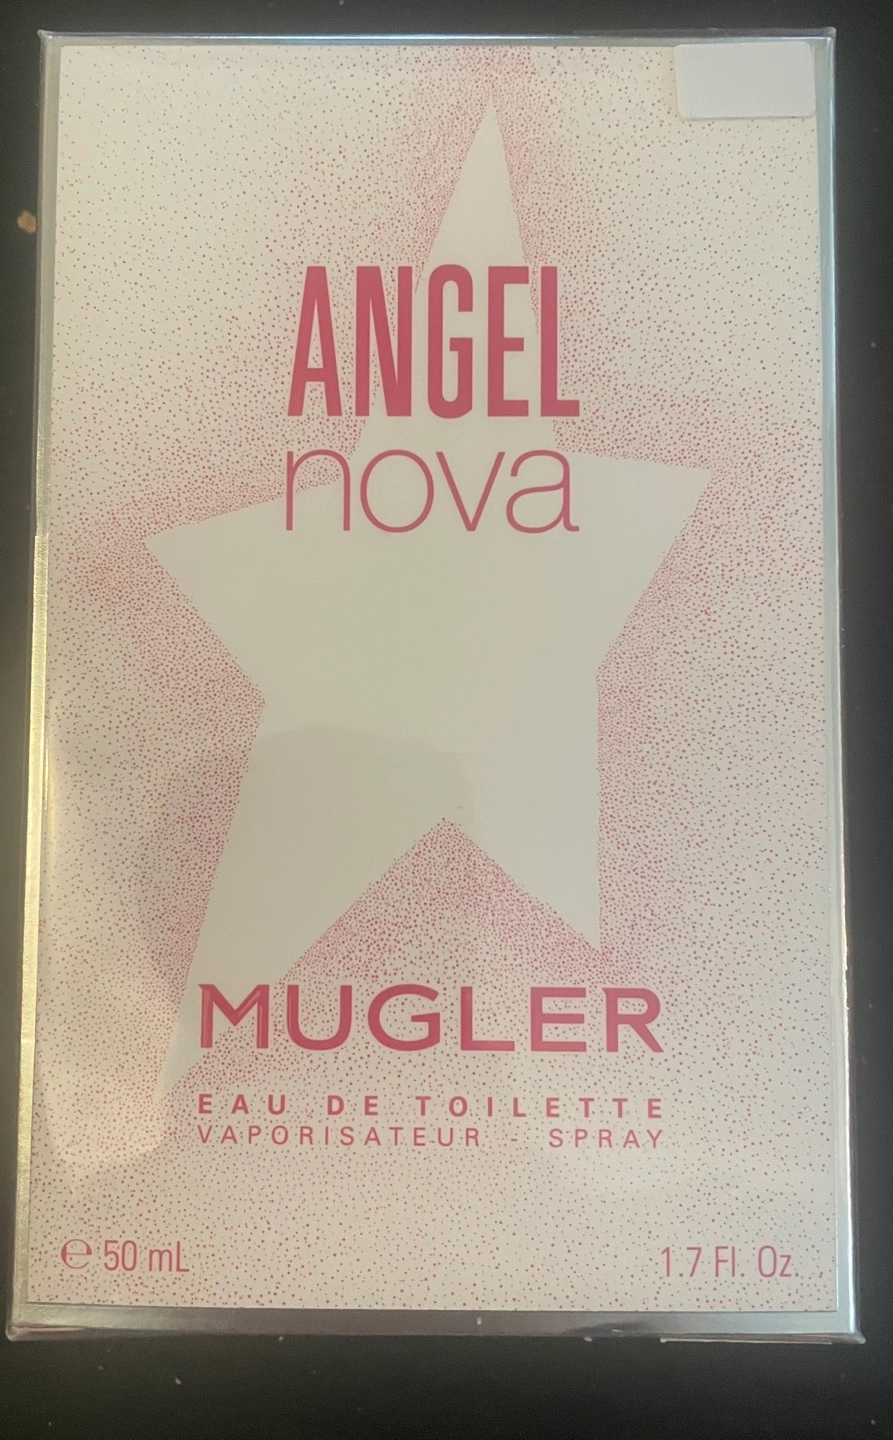 ANGEL
nova
MUGLER
EAU DE TOILETTE
VAPORISATEUR - SPRAY
℮ 50 mL
1.7 Fl. Oz.